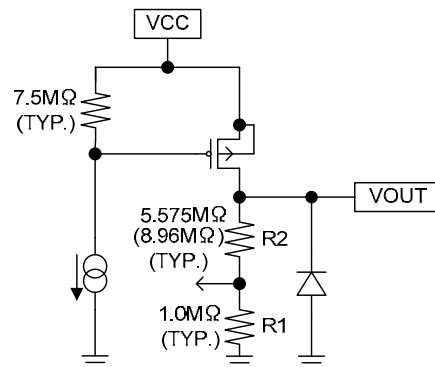 VCC
7.5MΩ
(TYP.)
VOUT
5.575MΩ
(8.96MΩ)
(TYP.)
R2
1.0MΩ
(TYP.)
R1